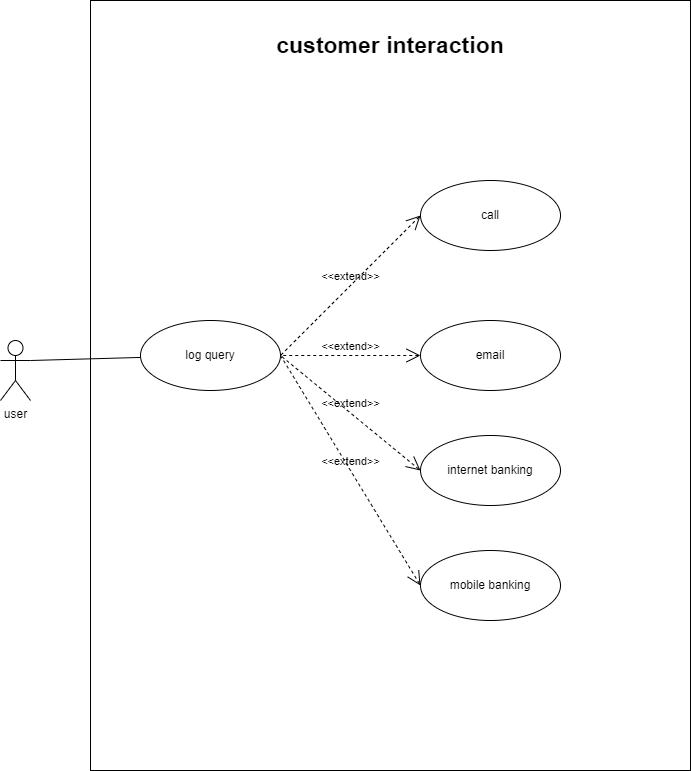 customer interaction
call
<<extend>>
log query
<<extend>>
email
user
<<extend>>
internet banking
<<extend>>
mobile banking